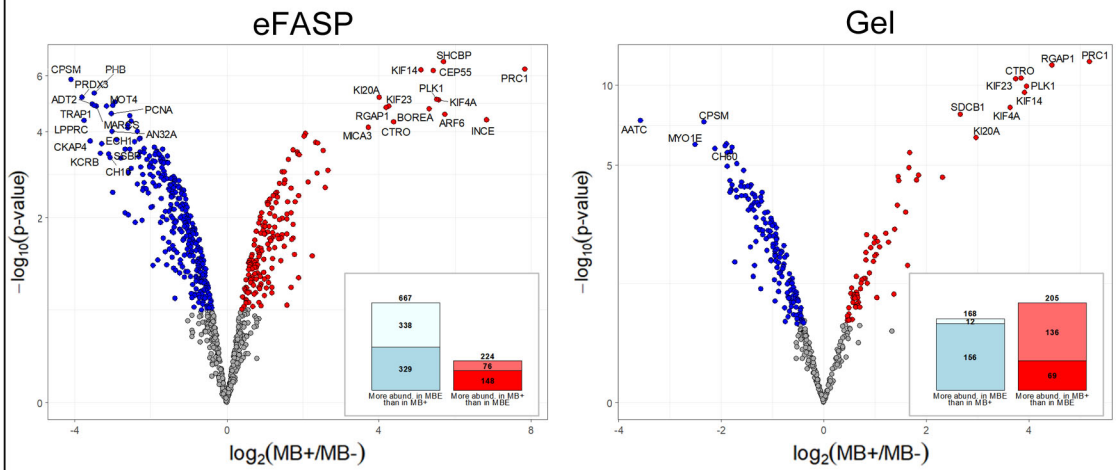 eFASP
Gel
SHCBP
CPSM
PHB
KIF14
CEP55
PRC1
PRDX3
ADT2
MOT4
KI20A
PLK1
PCNA
KIF23
KIF4A
TRAP1
RGAP1
BOREA
MARCS
LPPRC
AN32A
CTRO
ARF6
INCE
MICA3
ECH1
CKAP4
KCRB
CH10
6
4
2
0
-4
0
4
8
−log10(p-value)
log2(MB+/MB-)
667
338
329
224
76
148
More abund. in MBE than in MB+
More abund. in MB+ than in MBE
PRC1
RGAP1
CTRO
KIF23
PLK1
KIF14
SDCB1
KIF4A
CPSM
AATC
KI20A
MYO1E
CH60
10
5
0
-4
-2
0
2
4
−log10(p-value)
log2(MB+/MB-)
168
12
156
205
136
69
More abund. in MBE than in MB+
More abund. in MB+ than in MBE